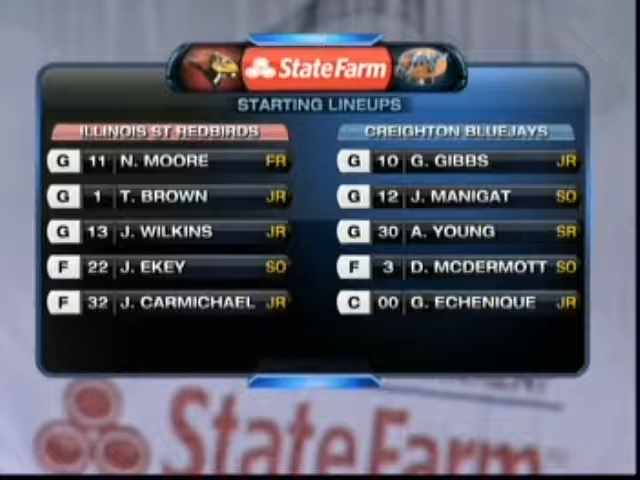 StateFarm
STARTING LINEUPS
ILLINOIS ST REDBIRDS
G 11 N. MOORE FR
G 1 T. BROWN JR
G 13 J. WILKINS JR
F 22 J. EKEY SO
F 32 J. CARMICHAEL JR
CREIGHTON BLUEJAYS
G 10 G. GIBBS JR
G 12 J. MANIGAT SO
G 30 A. YOUNG SR
F 3 D. MCDERMOTT SO
C 00 G. ECHENIQUE JR
StateFarm